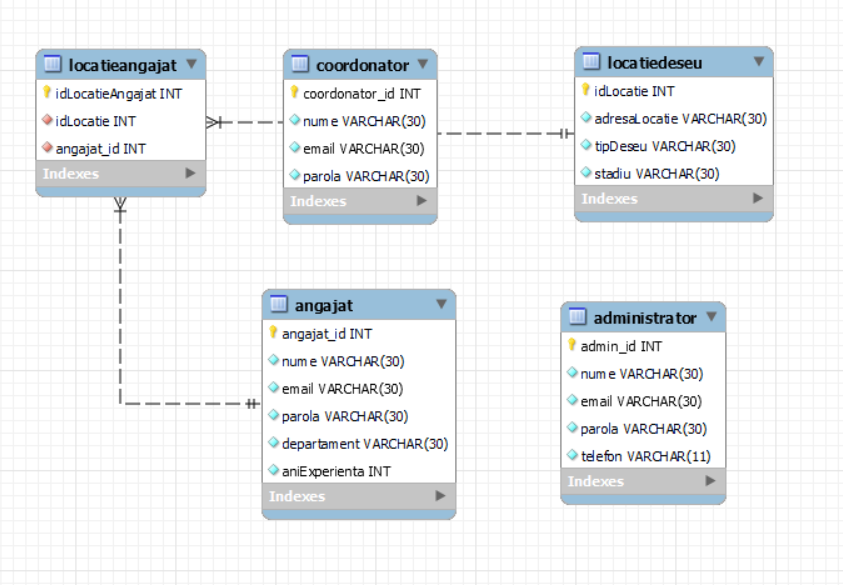 locatieangajat
idLocatieAngajat INT
idLocatie INT
angajat_id INT
Indexes
coordonator
coordonator_id INT
nume VARCHAR(30)
email VARCHAR(30)
parola VARCHAR(30)
Indexes
locatiedeseu
idLocatie INT
adresaLocatie VARCHAR(30)
tipDeseu VARCHAR(30)
stadiu VARCHAR(30)
Indexes
angajat
angajat_id INT
nume VARCHAR(30)
email VARCHAR(30)
parola VARCHAR(30)
departament VARCHAR(30)
aniExperienta INT
Indexes
administrator
admin_id INT
nume VARCHAR(30)
email VARCHAR(30)
parola VARCHAR(30)
telefon VARCHAR(11)
Indexes